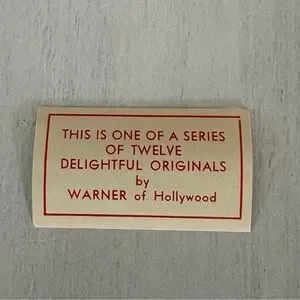 THIS IS ONE OF A SERIES
OF TWELVE
DELIGHTFUL ORIGINALS
by
WARNER of Hollywood